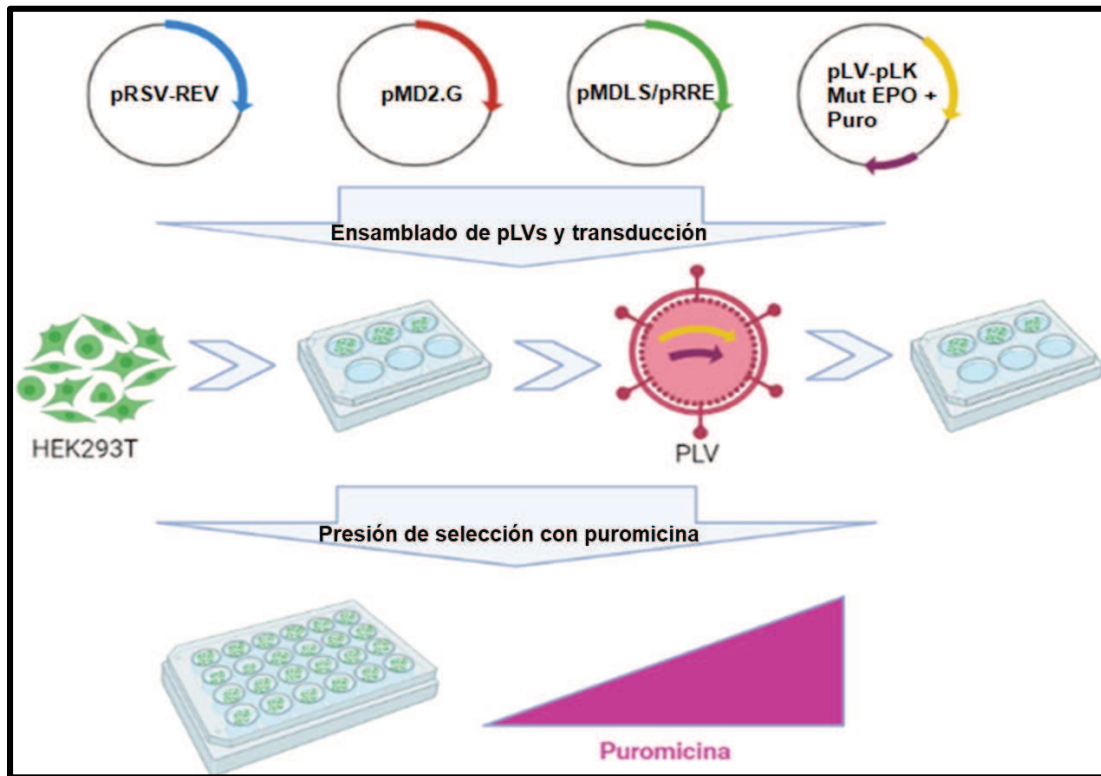 pRSV-REV
pMD2.G
pMDLS/pRRE
pLV-pLK
Mut EPO +
Puro
Ensamblado de pLVs y transducción
HEK293T
PLV
Presión de selección con puromicina
Puromicina